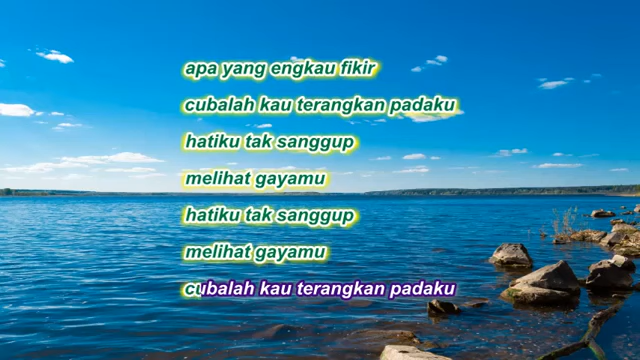 apa yang engkau fikir
cubalah kau terangkan padaku
hatiku tak sanggup
melihat gayamu
hatiku tak sanggup
melihat gayamu
cubalah kau terangkan padaku